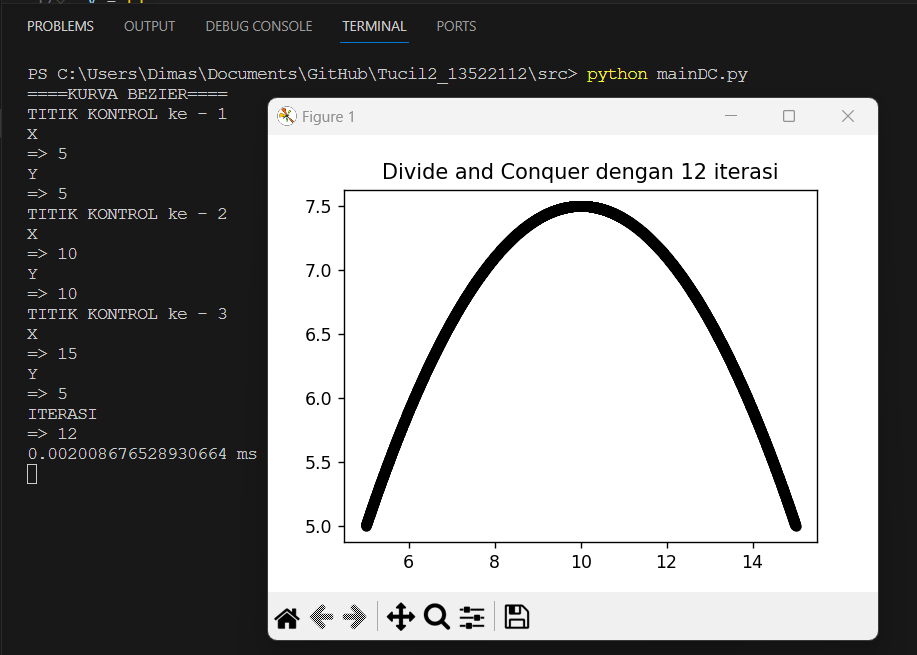 PROBLEMS OUTPUT DEBUG CONSOLE TERMINAL PORTS
PS C:\Users\Dimas\Documents\GitHub\Tucil2_13522112\src> python mainDC.py
====KURVA BEZIER====
TITIK KONTROL ke - 1
X
=> 5
Y
=> 5
TITIK KONTROL ke - 2
X
=> 10
Y
=> 10
TITIK KONTROL ke - 3
X
=> 15
Y
=> 5
ITERASI
=> 12
0.002008676528930664 ms
Figure 1
Divide and Conquer dengan 12 iterasi
7.5
7.0
6.5
6.0
5.5
5.0
6 8 10 12 14